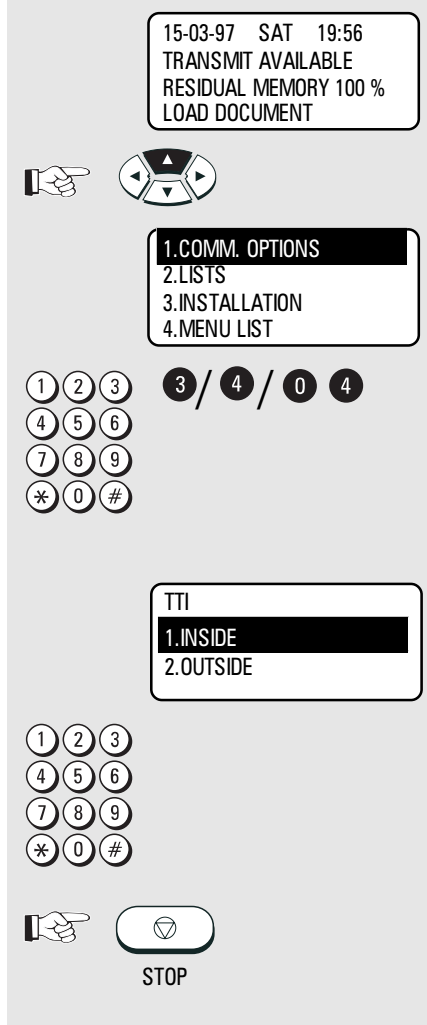 15-03-97 SAT 19:56
TRANSMIT AVAILABLE
RESIDUAL MEMORY 100 %
LOAD DOCUMENT
1.COMM. OPTIONS
2.LISTS
3.INSTALLATION
4.MENU LIST
1 2 3 3 / 4 / 0 4
4 5 6
7 8 9
* 0 #
TTI
1.INSIDE
2.OUTSIDE
1 2 3
4 5 6
7 8 9
* 0 #
STOP